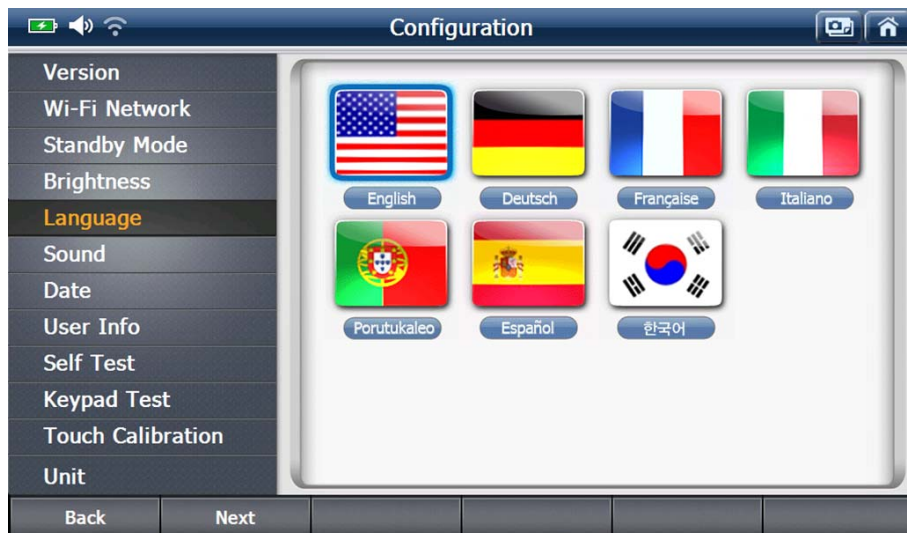 Configuration
Version
Wi-Fi Network
Standby Mode
Brightness
Language
Sound
Date
User Info
Self Test
Keypad Test
Touch Calibration
Unit
English
Deutsch
Française
Italiano
Porutukaleo
Español
한국어
Back
Next